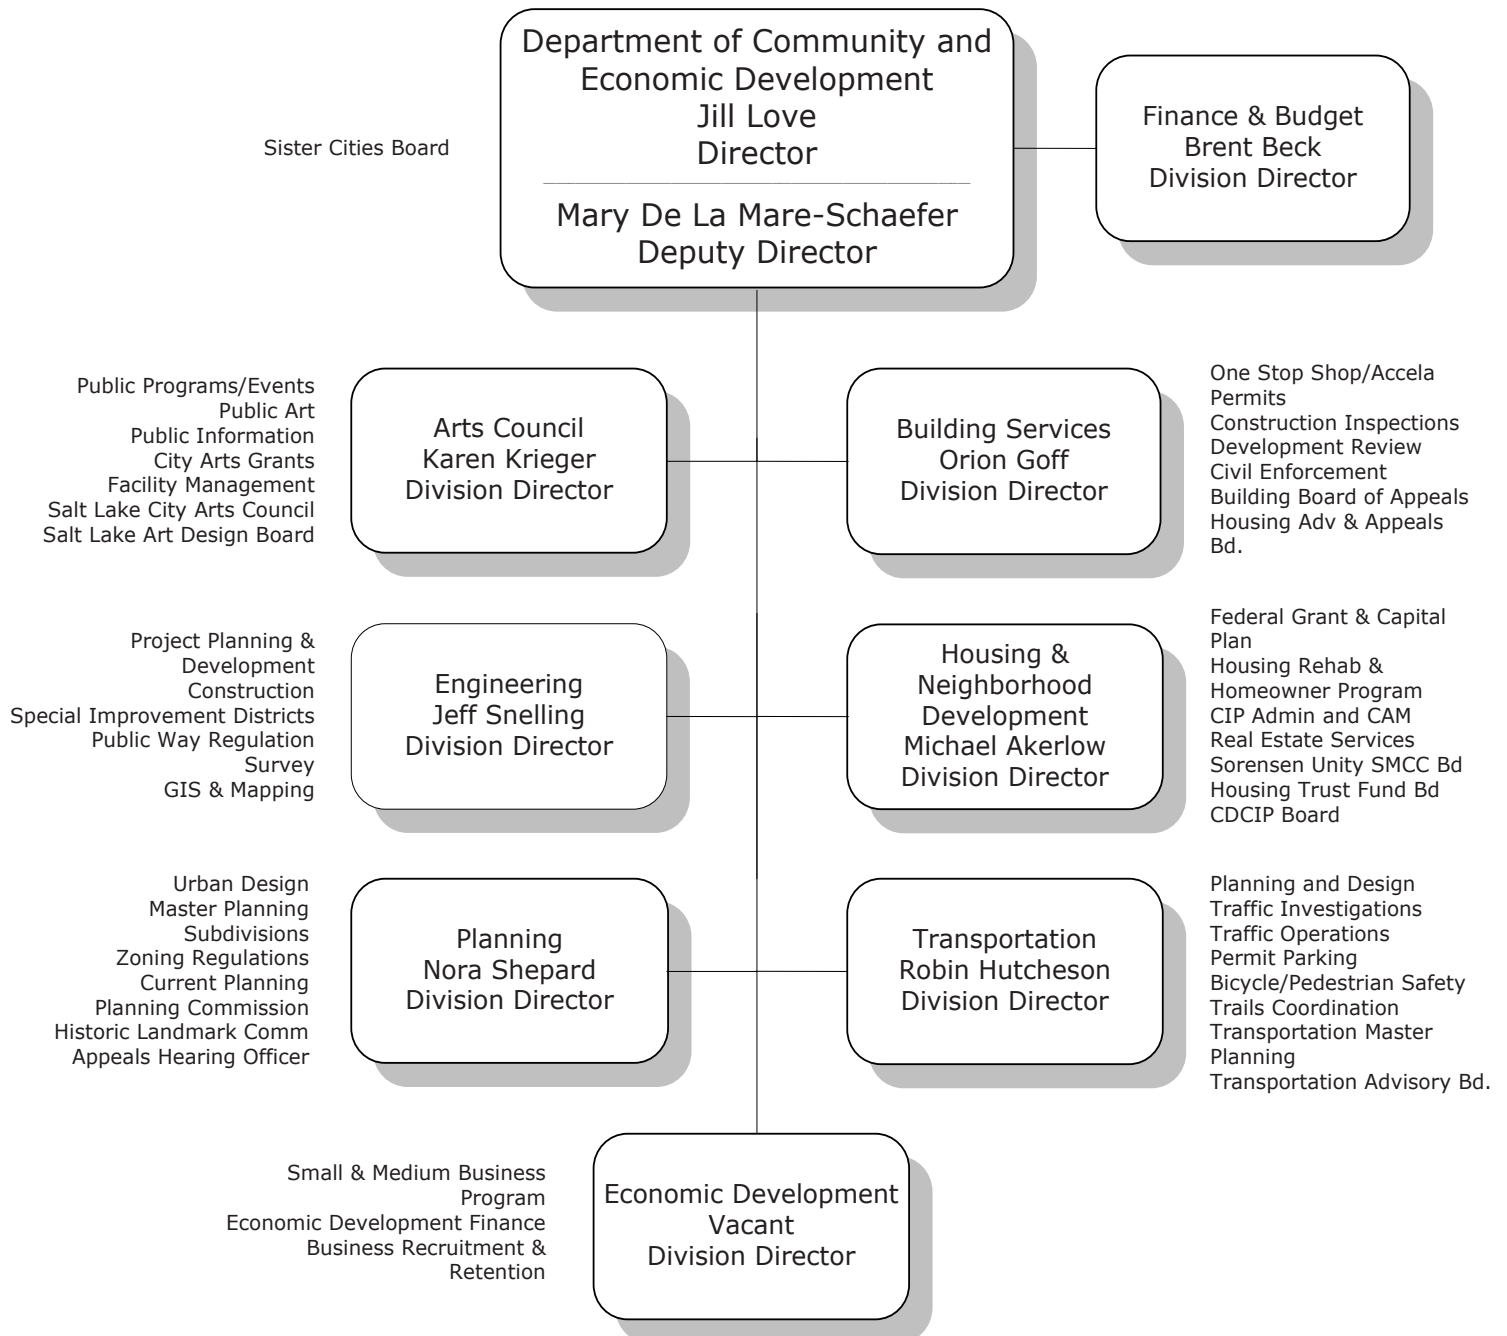 Department of Community and
Economic Development
Jill Love
Director
Mary De La Mare-Schaefer
Deputy Director
Sister Cities Board
Finance & Budget
Brent Beck
Division Director
Public Programs/Events
Public Art
Public Information
City Arts Grants
Facility Management
Salt Lake City Arts Council
Salt Lake Art Design Board
Arts Council
Karen Krieger
Division Director
Building Services
Orion Goff
Division Director
One Stop Shop/Accela
Permits
Construction Inspections
Development Review
Civil Enforcement
Building Board of Appeals
Housing Adv & Appeals
Bd.
Project Planning &
Development
Construction
Special Improvement Districts
Public Way Regulation
Survey
GIS & Mapping
Engineering
Jeff Snelling
Division Director
Housing &
Neighborhood
Development
Michael Akerlow
Division Director
Federal Grant & Capital
Plan
Housing Rehab &
Homeowner Program
CIP Admin and CAM
Real Estate Services
Sorensen Unity SMCC Bd
Housing Trust Fund Bd
CDCIP Board
Urban Design
Master Planning
Subdivisions
Zoning Regulations
Current Planning
Planning Commission
Historic Landmark Comm
Appeals Hearing Officer
Planning
Nora Shepard
Division Director
Transportation
Robin Hutcheson
Division Director
Planning and Design
Traffic Investigations
Traffic Operations
Permit Parking
Bicycle/Pedestrian Safety
Trails Coordination
Transportation Master
Planning
Transportation Advisory Bd.
Small & Medium Business
Program
Economic Development Finance
Business Recruitment &
Retention
Economic Development
Vacant
Division Director